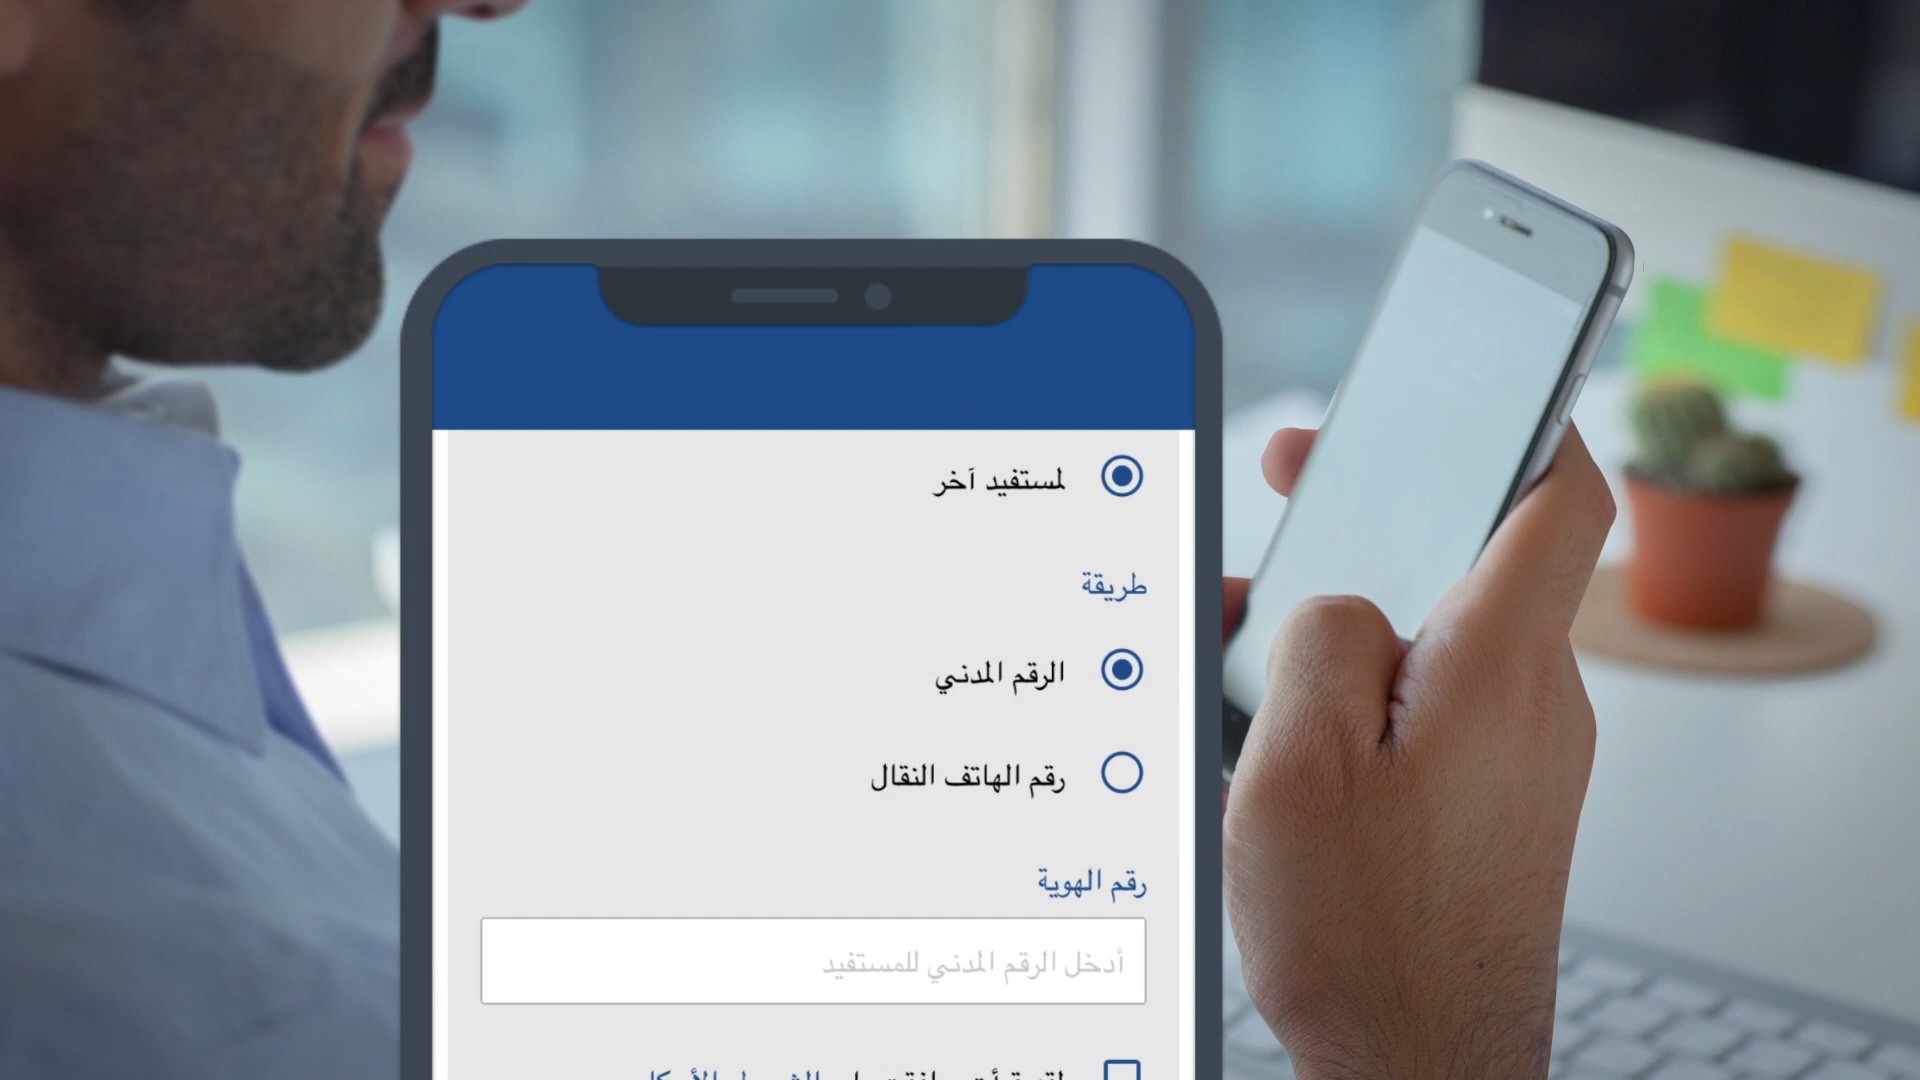 لمستفيد آخر
طريقة
الرقم المدني
رقم الهاتف النقال
رقم الهوية
أدخل الرقم المدني للمستفيد